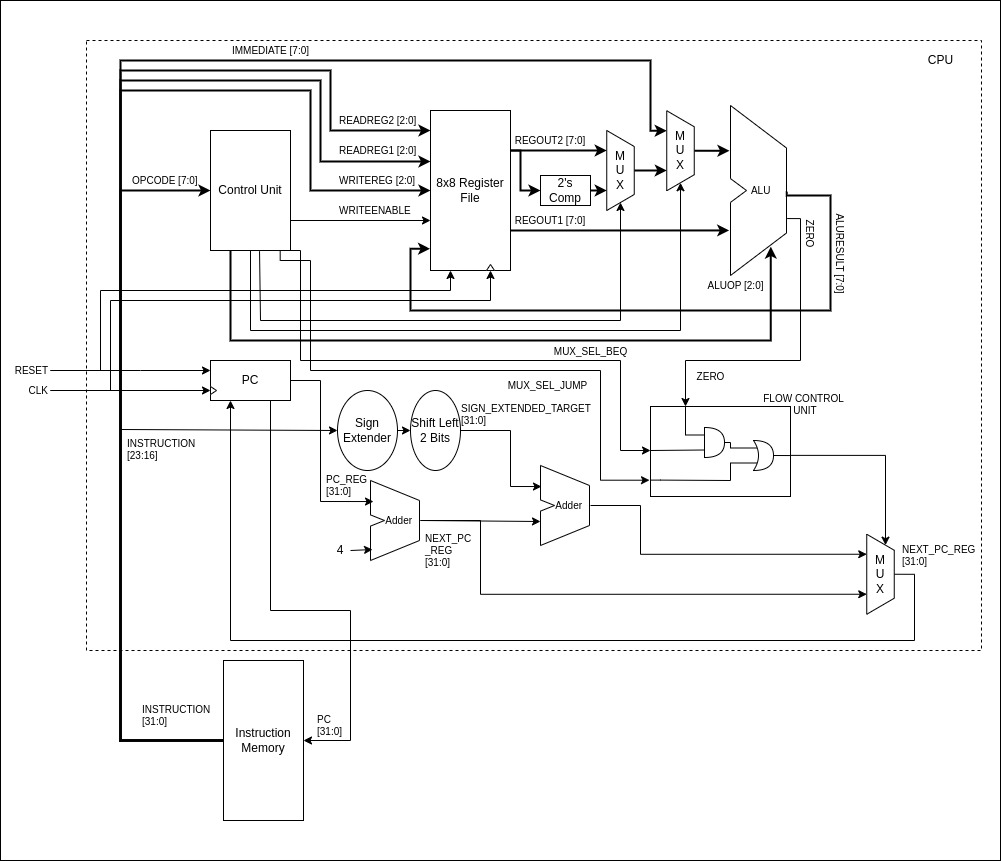 IMMEDIATE [7:0]
CPU
READREG2 [2:0]
READREG1 [2:0]
OPCODE [7:0]
Control Unit
WRITEREG [2:0]
WRITEENABLE
8x8 Register
File
REGOUT2 [7:0]
2's
Comp
REGOUT1 [7:0]
M
U
X
M
U
X
ALU
ZERO
ALURESULT [7:0]
ALUOP [2:0]
MUX_SEL_BEQ
RESET
CLK
PC
MUX_SEL_JUMP
ZERO
FLOW CONTROL
UNIT
INSTRUCTION
[23:16]
Sign
Extender
Shift Left
2 Bits
SIGN_EXTENDED_TARGET
[31:0]
PC_REG
[31:0]
Adder
4
NEXT_PC
_REG
[31:0]
Adder
M
U
X
NEXT_PC_REG
[31:0]
INSTRUCTION
[31:0]
Instruction
Memory
PC
[31:0]